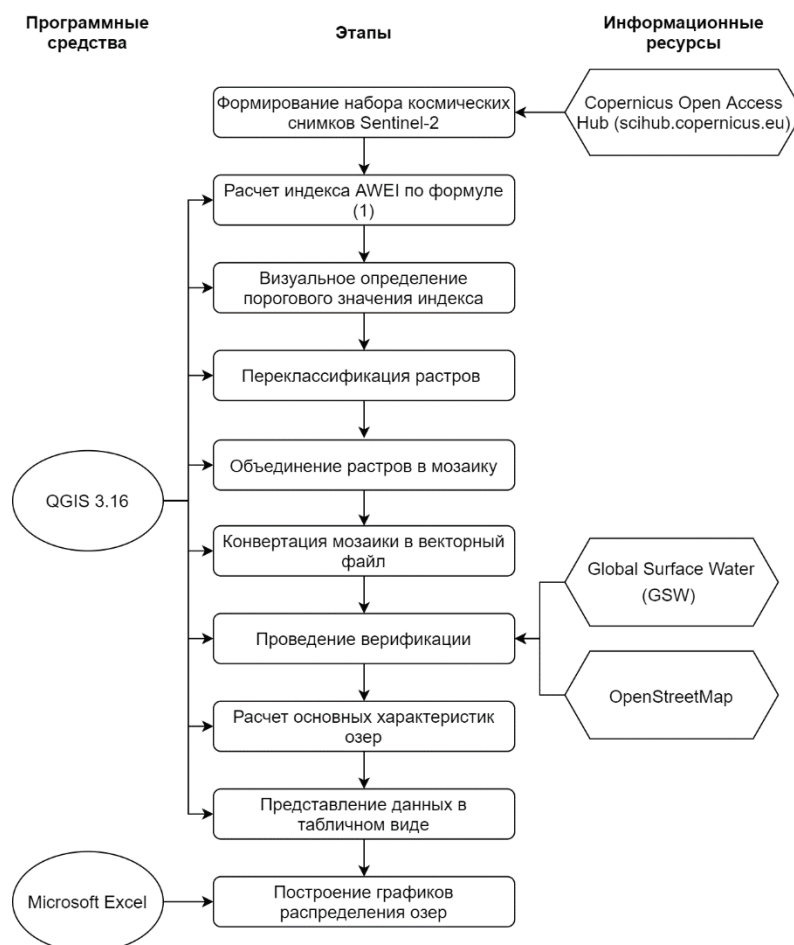 Программные
средства
Этапы
Информационные
ресурсы
Формирование набора космических
снимков Sentinel-2
Copernicus Open Access
Hub (scihub.copernicus.eu)
Расчет индекса AWEI по формуле
(1)
Визуальное определение
порогового значения индекса
Переклассификация растров
Объединение растров в мозаику
QGIS 3.16
Конвертация мозаики в векторный
файл
Global Surface Water
(GSW)
Проведение верификации
OpenStreetMap
Расчет основных характеристик
озер
Представление данных в
табличном виде
Microsoft Excel
Построение графиков
распределения озер